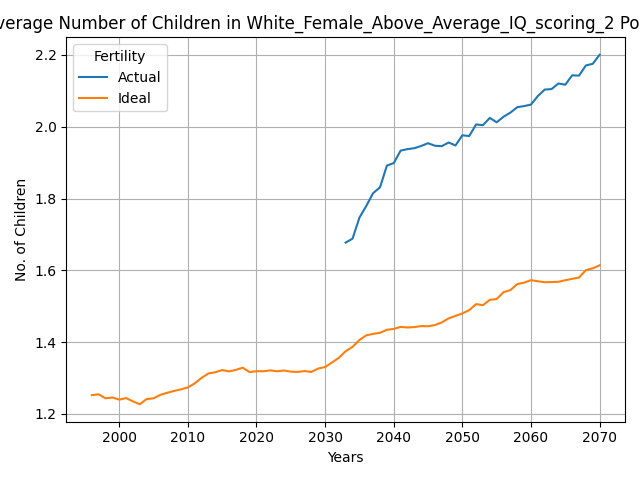 verage Number of Children in White_Female_Above_Average_IQ_scoring_2 Po
Fertility
Actual
Ideal
No. of Children
2.2
2.0
1.8
1.6
1.4
1.2
2000 2010 2020 2030 2040 2050 2060 2070
Years